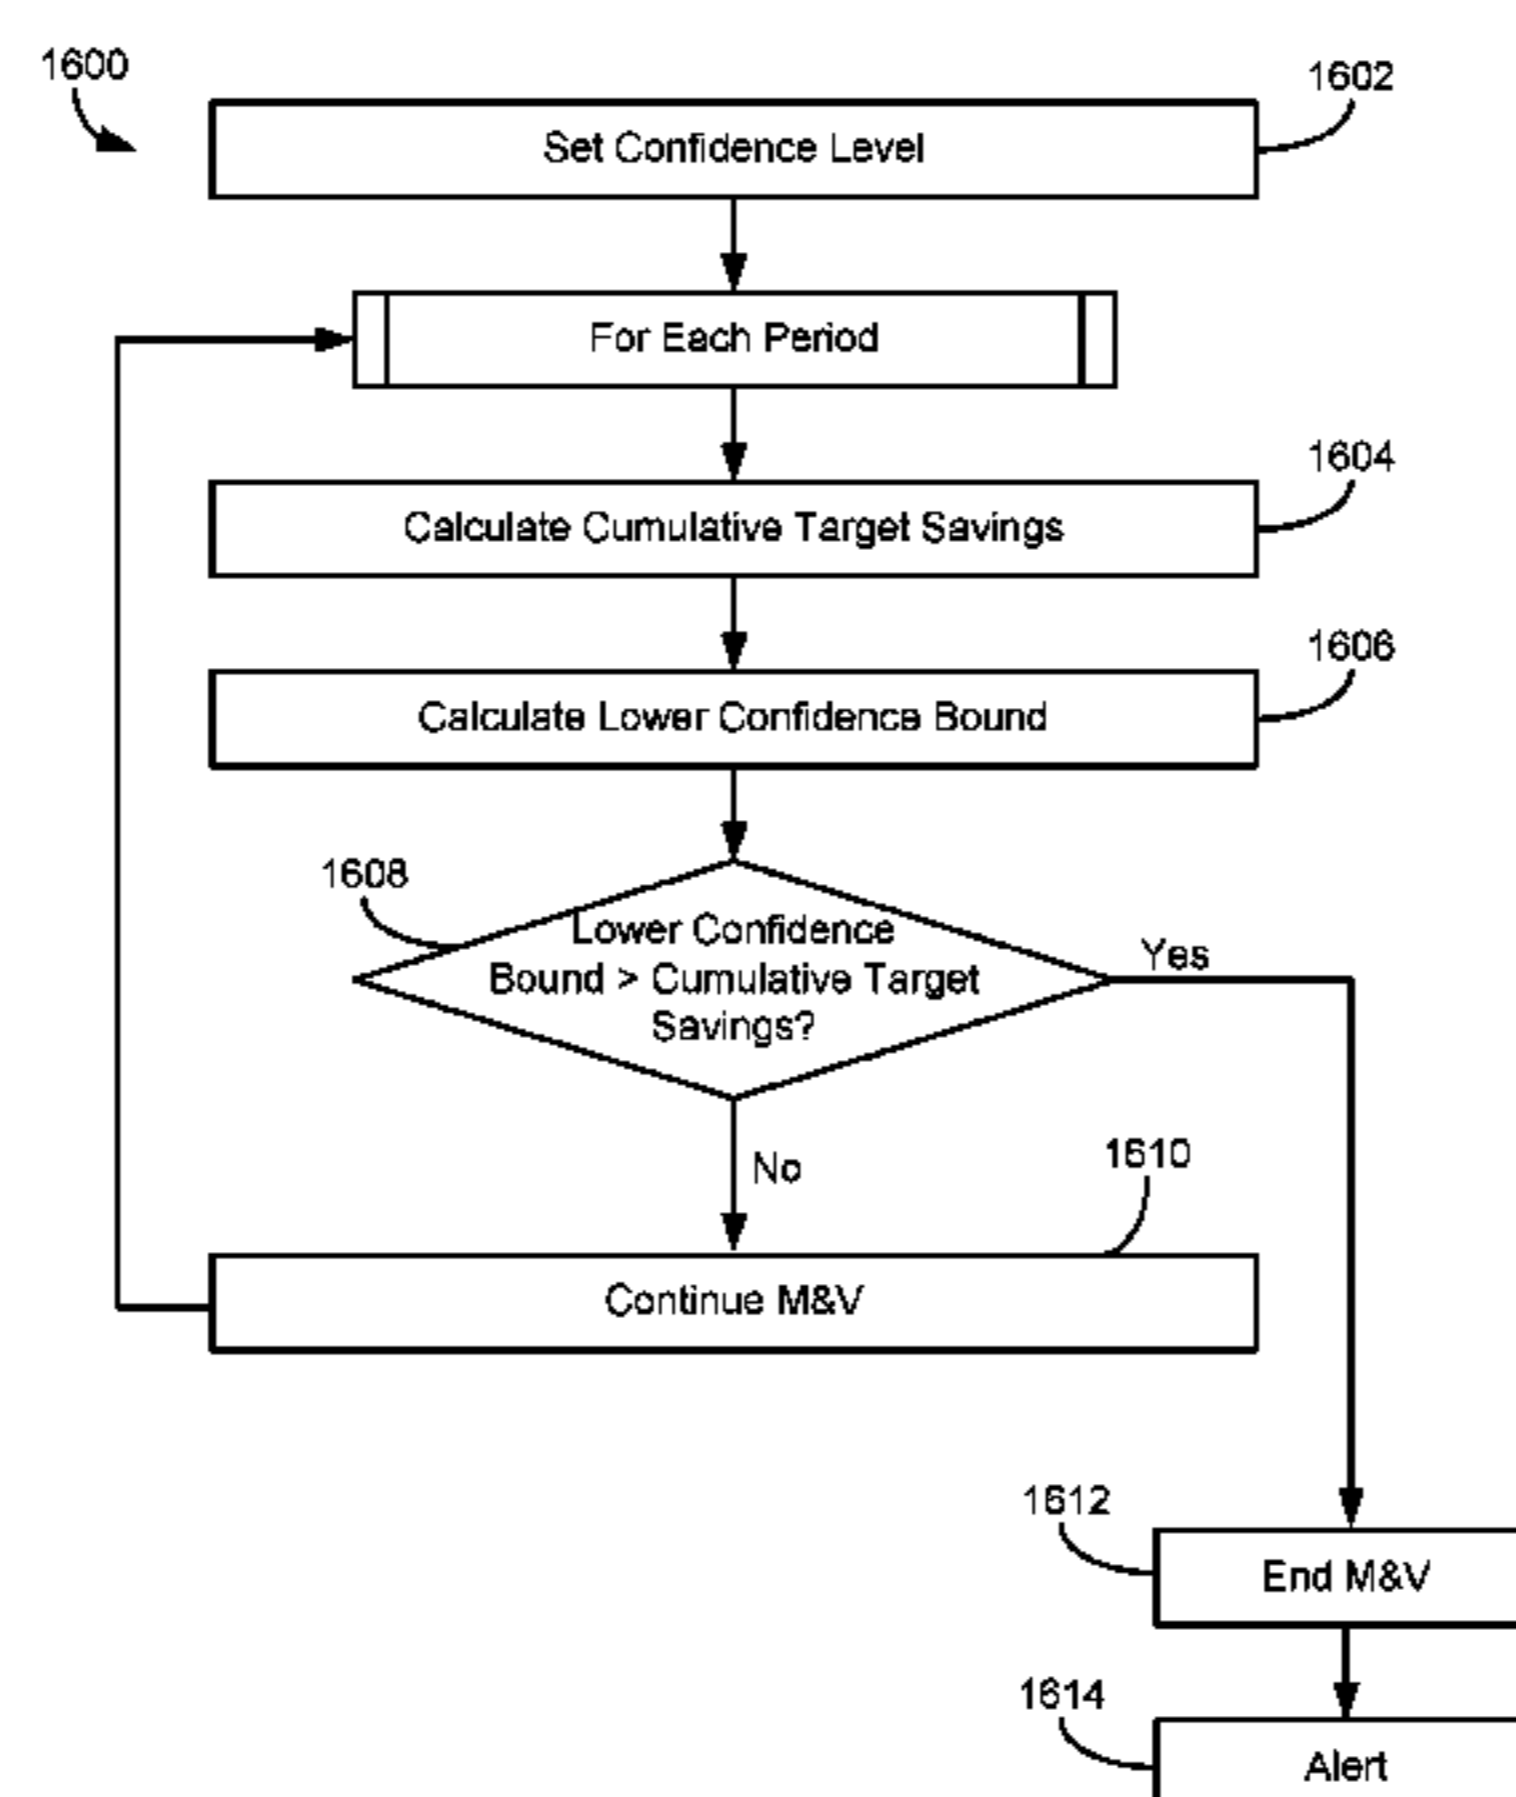 1600
1602
Set Confidence Level
For Each Period
1604
Calculate Cumulative Target Savings
1606
Calculate Lower Confidence Bound
1608
Lower Confidence
Bound > Cumulative Target
Savings?
Yes
No
1610
Continue M&V
1612
End M&V
1614
Alert